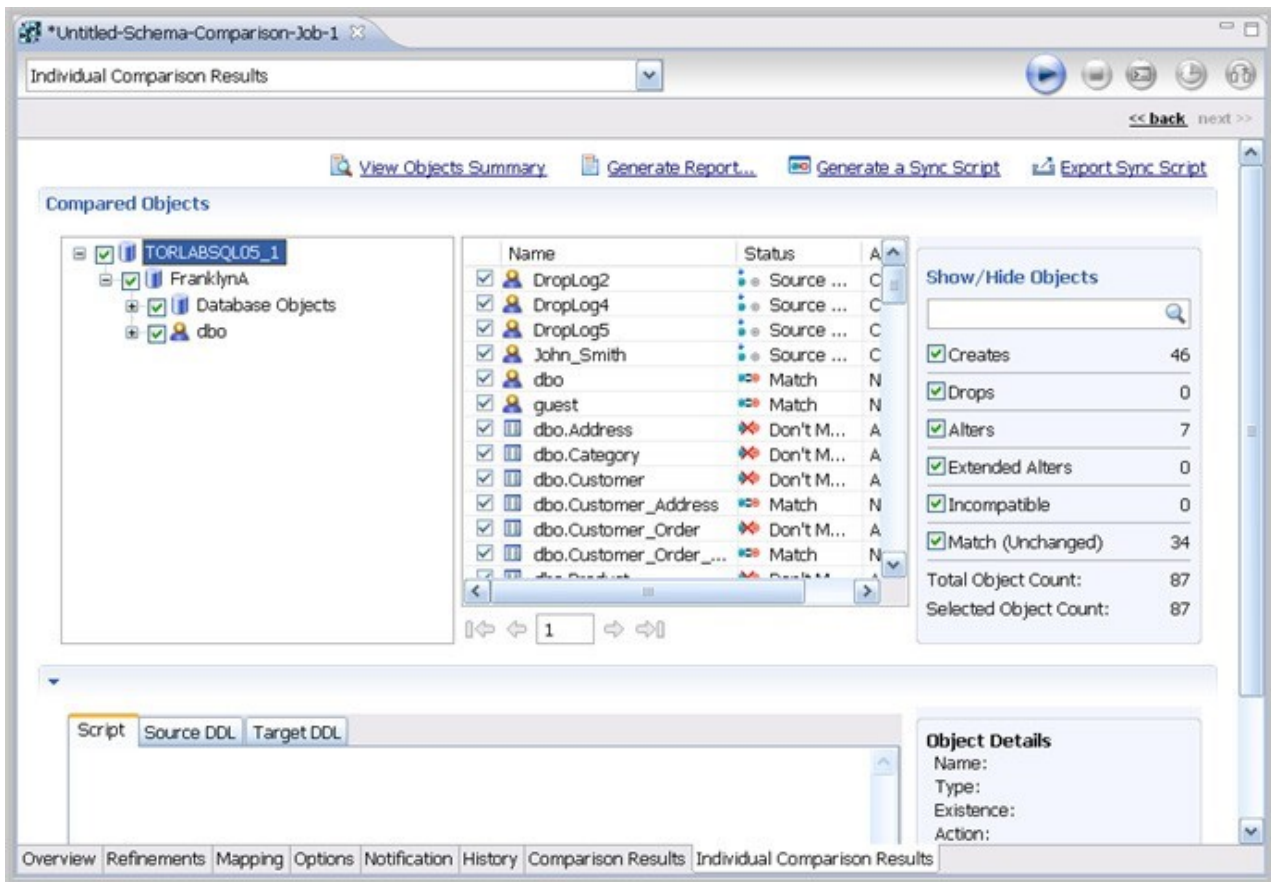 *Untitled-Schema-Comparison-Job-1
Individual Comparison Results
<< back next >>
View Objects Summary Generate Report... Generate a Sync Script Export Sync Script
Compared Objects
TORLABSQL05_1
FranklynA
Database Objects
dbo
Name Status A
DropLog2 Source ... C
DropLog4 Source ... C
DropLog5 Source ... C
John_Smith Source ... C
dbo Match N
guest Match N
dbo.Address Don't M... A
dbo.Category Don't M... A
dbo.Customer Don't M... A
dbo.Customer_Address Match N
dbo.Customer_Order Don't M... A
dbo.Customer_Order_... Match N
dbo.Product Don't M... A
1
Show/Hide Objects
Creates 46
Drops 0
Alters 7
Extended Alters 0
Incompatible 0
Match (Unchanged) 34
Total Object Count: 87
Selected Object Count: 87
Script Source DDL Target DDL
Object Details
Name:
Type:
Existence:
Action:
Overview Refinements Mapping Options Notification History Comparison Results Individual Comparison Results